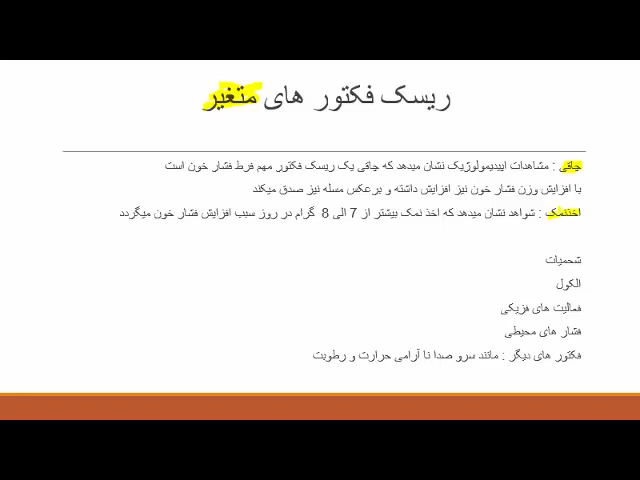 ریسک فکتور های متغیر
چاقی : مشاهدات اپیدیمولوژیک نشان میدهد که چاقی یک ریسک فکتور مهم فرط فشار خون است
با افزایش وزن فشار خون نیز افزایش داشته و برعکس مسله نیز صدق میکند
اخذنمک : شواهد نشان میدهد که اخذ نمک بیشتر از 7 الی 8 گرام در روز سبب افزایش فشار خون میگردد
شحمیات
الکول
فعالیت های فزیکی
فشار های محیطی
فکتور های دیگر : مانند سرو صدا نا آرامی حرارت و رطوبت